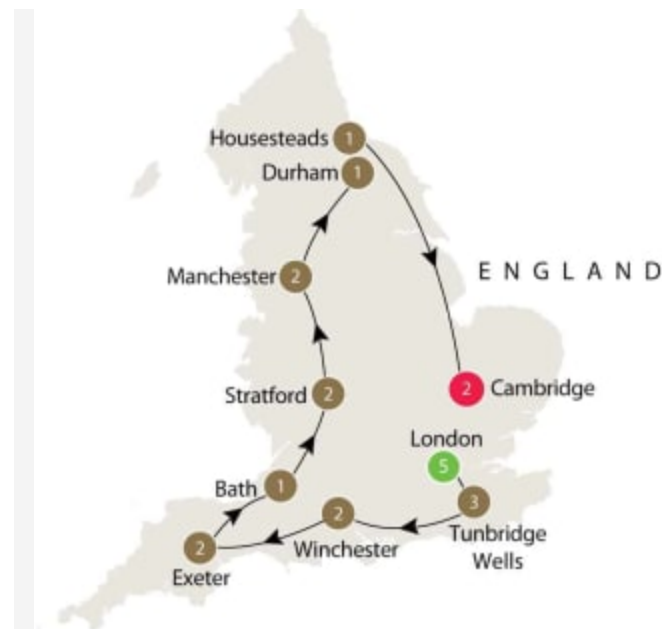 Housesteads 1
Durham 1
Manchester 2
E N G L A N D
Stratford 2
2 Cambridge
London
5
Bath 1
3
2
Tunbridge
Wells
Winchester
2
Exeter